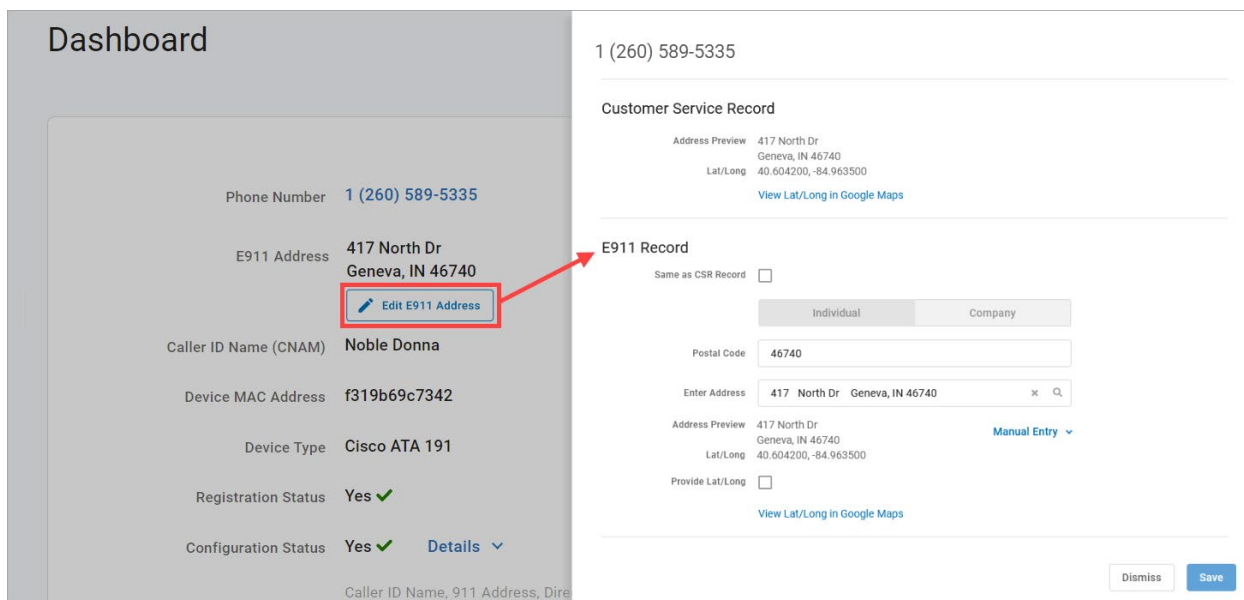 Dashboard
Phone Number 1 (260) 589-5335
E911 Address 417 North Dr
Geneva, IN 46740
Edit E911 Address
Caller ID Name (CNAM) Noble Donna
Device MAC Address f319b69c7342
Device Type Cisco ATA 191
Registration Status Yes
Configuration Status Yes Details
Caller ID Name, 911 Address, Dire
1 (260) 589-5335
Customer Service Record
Address Preview 417 North Dr
Geneva, IN 46740
Lat/Long 40.604200, -84.963500
View Lat/Long in Google Maps
E911 Record
Same as CSR Record
Individual Company
Postal Code 46740
Enter Address 417 North Dr Geneva, IN 46740
Address Preview 417 North Dr Manual Entry
Geneva, IN 46740
Lat/Long 40.604200, -84.963500
Provide Lat/Long
View Lat/Long in Google Maps
Dismiss Save